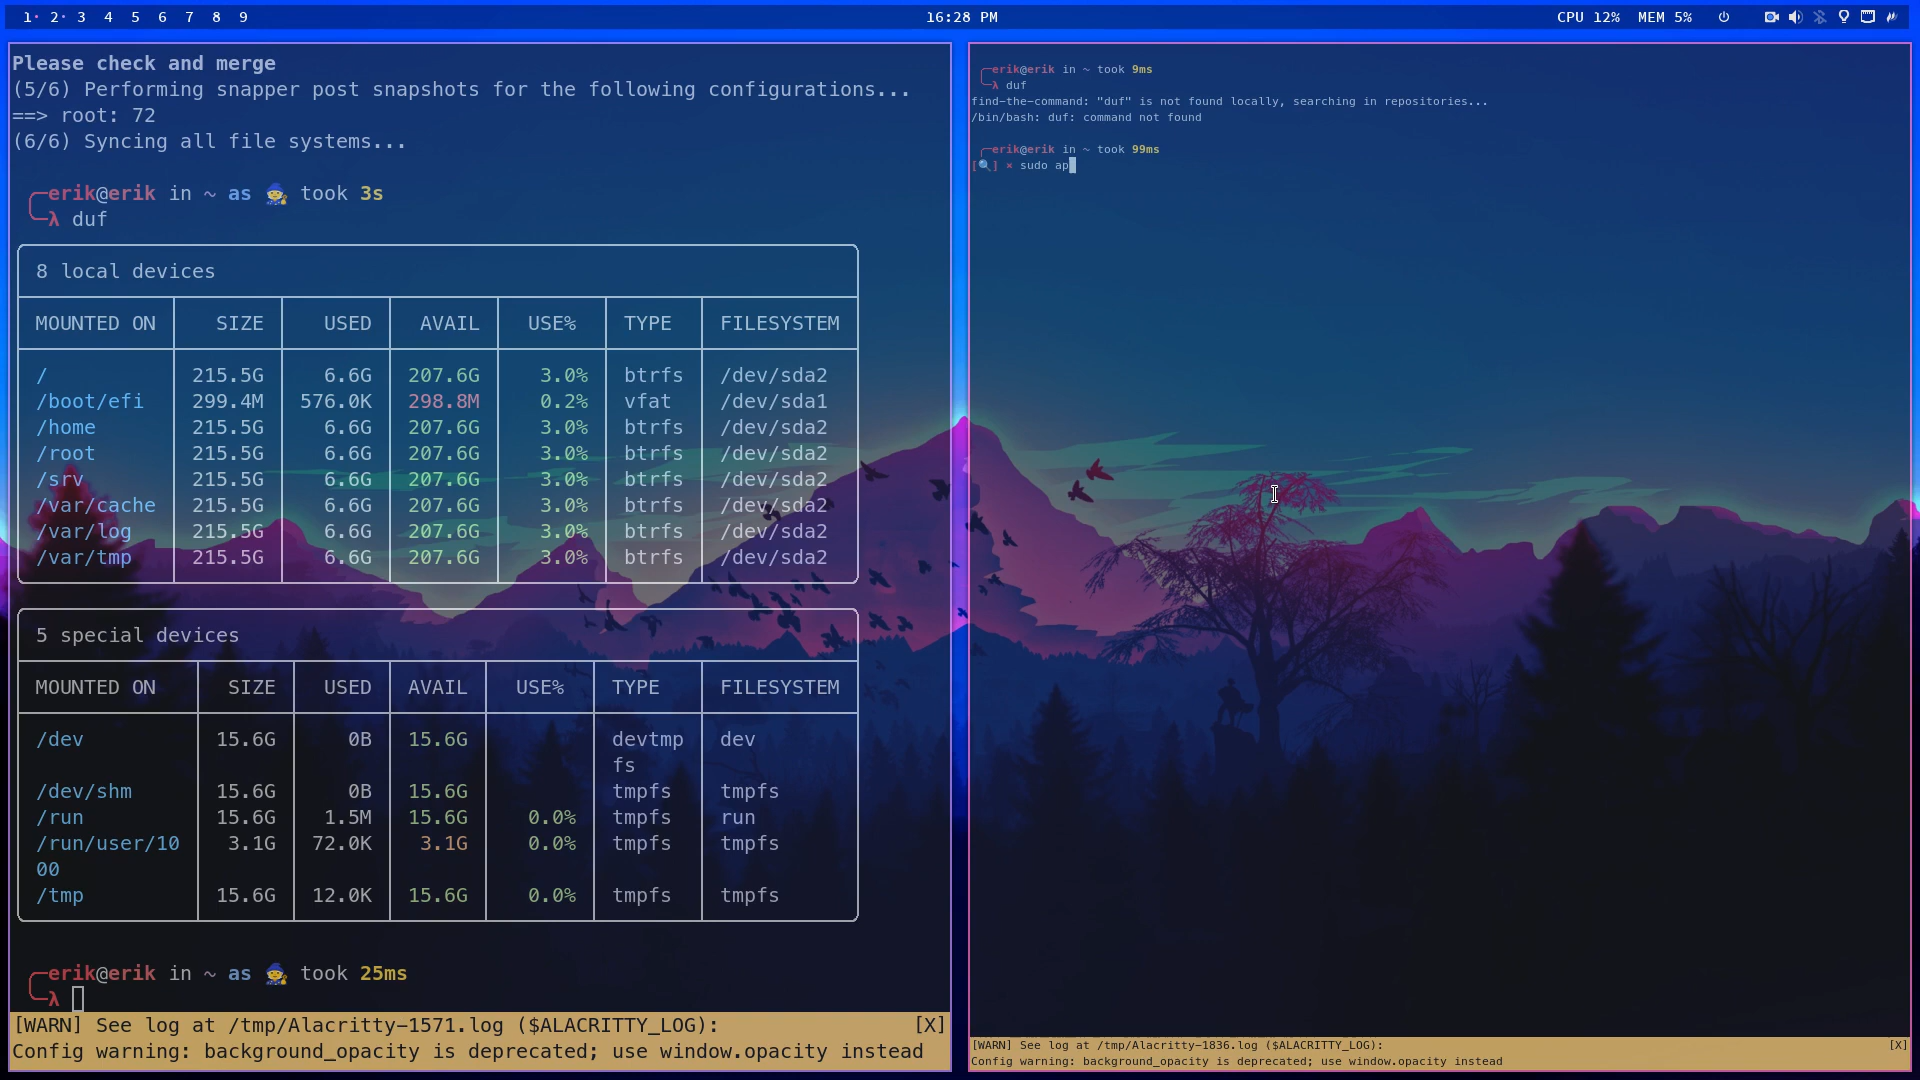 1 2 3 4 5 6 7 8 9
16:28 PM
CPU 12% MEM 5%
Please check and merge
(5/6) Performing snapper post snapshots for the following configurations...
==> root: 72
(6/6) Syncing all file systems...
erik@erik in ~ as 🧙 took 3s
λ duf
8 local devices
MOUNTED ON SIZE USED AVAIL USE% TYPE FILESYSTEM
/ 215.5G 6.6G 207.6G 3.0% btrfs /dev/sda2
/boot/efi 299.4M 576.0K 298.8M 0.2% vfat /dev/sda1
/home 215.5G 6.6G 207.6G 3.0% btrfs /dev/sda2
/root 215.5G 6.6G 207.6G 3.0% btrfs /dev/sda2
/srv 215.5G 6.6G 207.6G 3.0% btrfs /dev/sda2
/var/cache 215.5G 6.6G 207.6G 3.0% btrfs /dev/sda2
/var/log 215.5G 6.6G 207.6G 3.0% btrfs /dev/sda2
/var/tmp 215.5G 6.6G 207.6G 3.0% btrfs /dev/sda2
5 special devices
MOUNTED ON SIZE USED AVAIL USE% TYPE FILESYSTEM
/dev 15.6G 0B 15.6G devtmp dev
fs
/dev/shm 15.6G 0B 15.6G tmpfs tmpfs
/run 15.6G 1.5M 15.6G 0.0% tmpfs run
/run/user/10 3.1G 72.0K 3.1G 0.0% tmpfs tmpfs
00
/tmp 15.6G 12.0K 15.6G 0.0% tmpfs tmpfs
erik@erik in ~ as 🧙 took 25ms
λ
[WARN] See log at /tmp/Alacritty-1571.log ($ALACRITTY_LOG): [X]
Config warning: background_opacity is deprecated; use window.opacity instead
erik@erik in ~ took 9ms
λ duf
find-the-command: "duf" is not found locally, searching in repositories...
/bin/bash: duf: command not found
erik@erik in ~ took 99ms
[🔍] × sudo ap
[WARN] See log at /tmp/Alacritty-1836.log ($ALACRITTY_LOG): [X]
Config warning: background_opacity is deprecated; use window.opacity instead